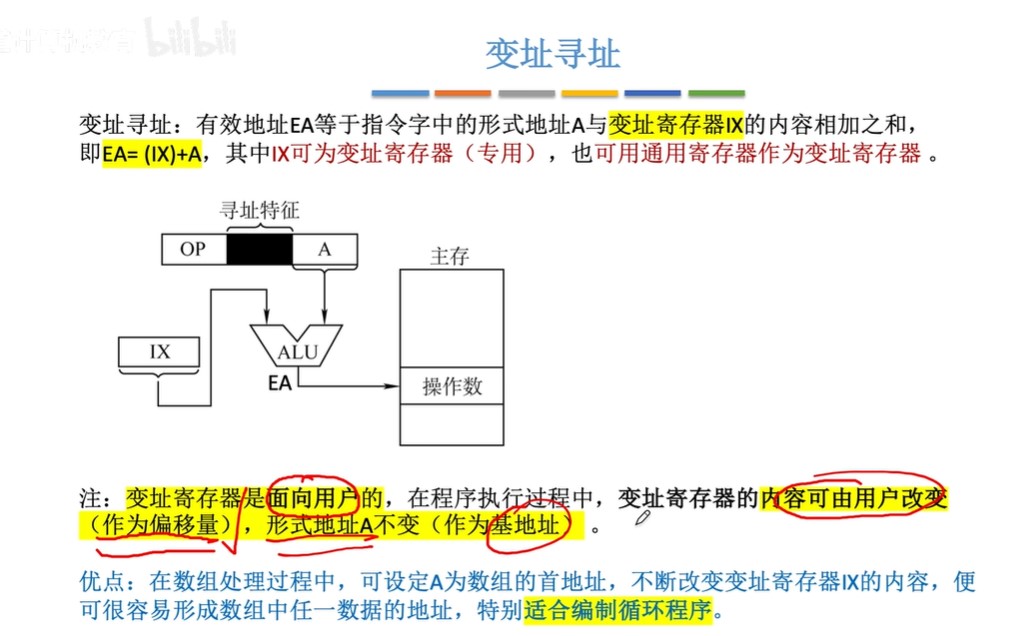 bilibili
变址寻址
变址寻址：有效地址EA等于指令字中的形式地址A与变址寄存器IX的内容相加之和，
即EA= (IX)+A，其中IX可为变址寄存器（专用），也可用通用寄存器作为变址寄存器 。
寻址特征
OP
A
主存
IX
ALU
EA
操作数
注：变址寄存器是面向用户的，在程序执行过程中，变址寄存器的内容可由用户改变
（作为偏移量），形式地址A不变（作为基地址） 。
优点：在数组处理过程中，可设定A为数组的首地址，不断改变变址寄存器IX的内容，便
可很容易形成数组中任一数据的地址，特别适合编制循环程序。